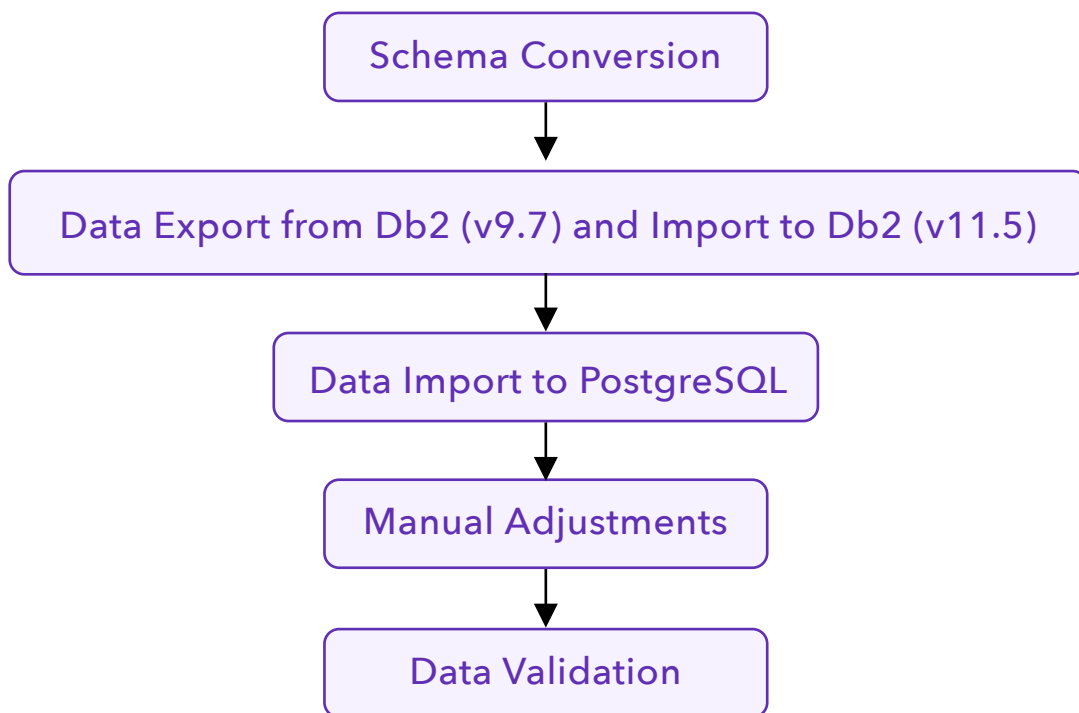 Schema Conversion
Data Export from Db2 (v9.7) and Import to Db2 (v11.5)
Data Import to PostgreSQL
Manual Adjustments
Data Validation